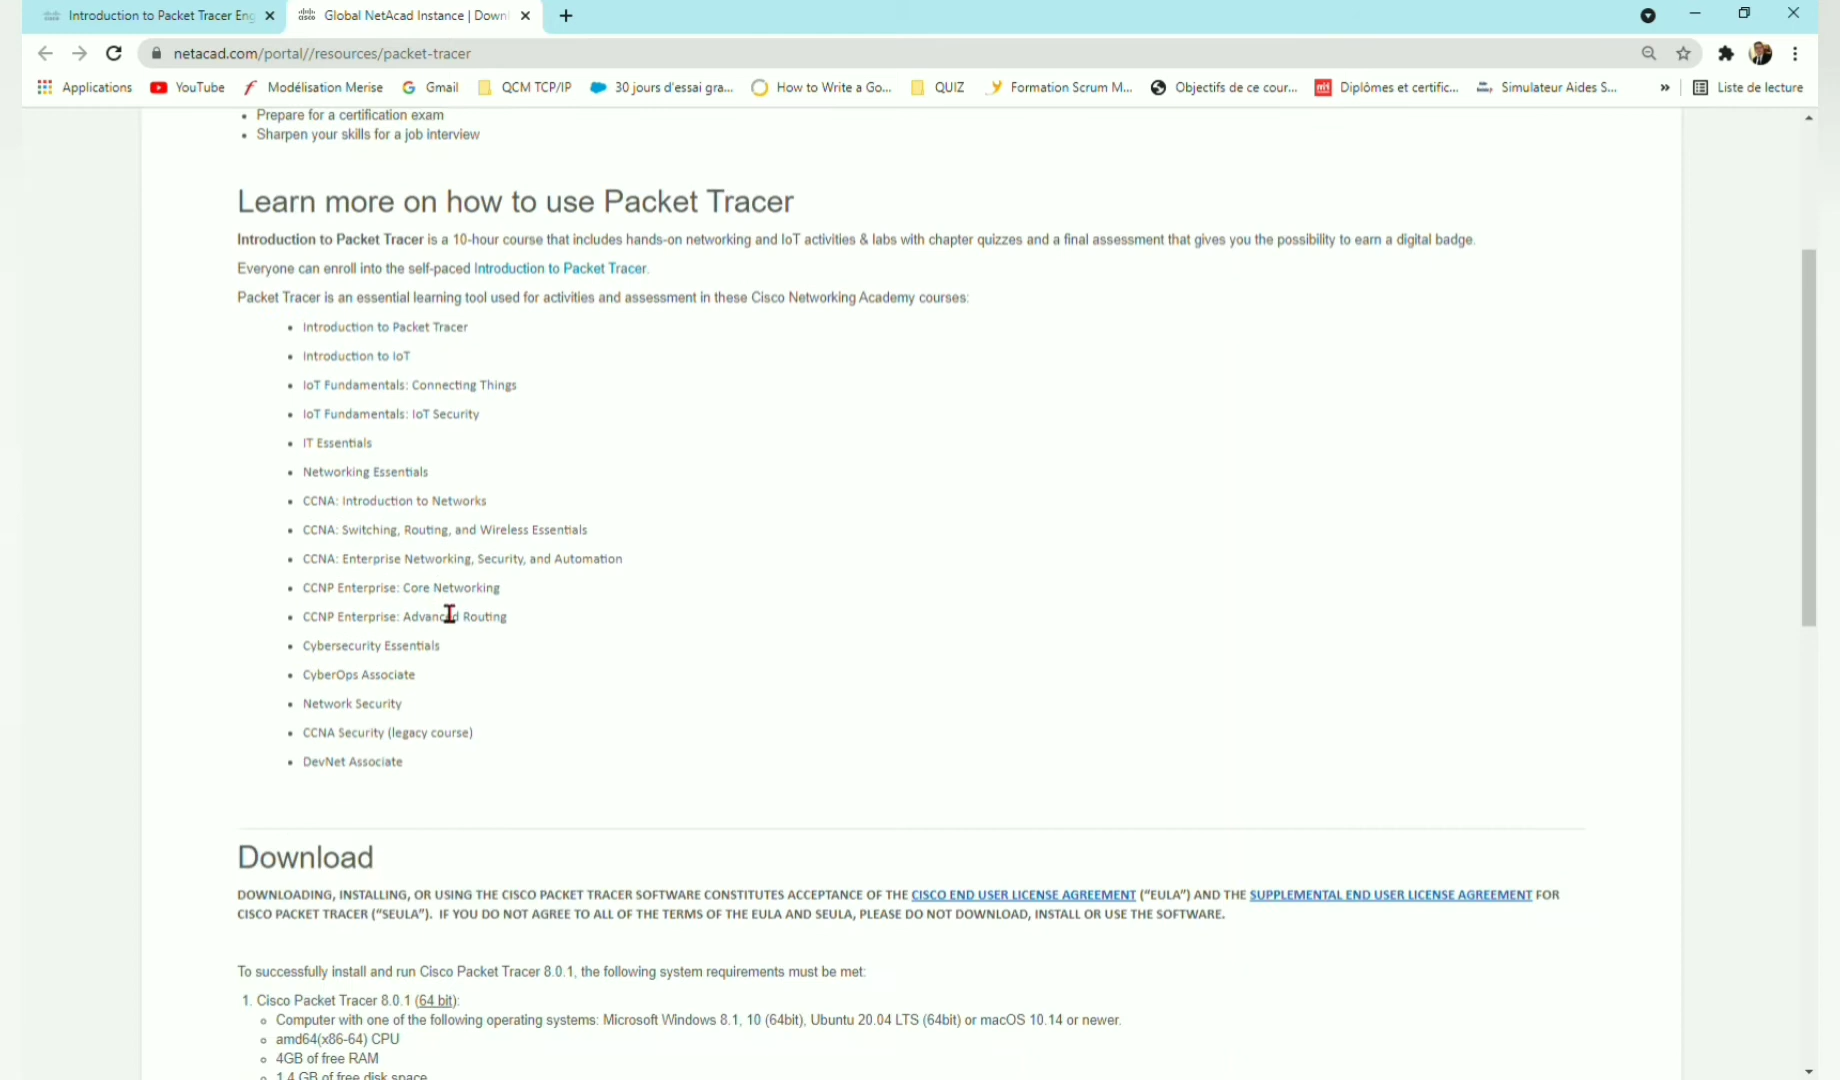 Introduction to Packet Tracer Eng
Global NetAcad Instance | Downl
netacad.com/portal//resources/packet-tracer
Applications YouTube Modélisation Merise Gmail QCM TCP/IP 30 jours d'essai gra... How to Write a Go... QUIZ Formation Scrum M... Objectifs de ce cour... Diplômes et certific... Simulateur Aides S... » Liste de lecture
• Prepare for a certification exam
• Sharpen your skills for a job interview
Learn more on how to use Packet Tracer
Introduction to Packet Tracer is a 10-hour course that includes hands-on networking and IoT activities & labs with chapter quizzes and a final assessment that gives you the possibility to earn a digital badge.
Everyone can enroll into the self-paced Introduction to Packet Tracer.
Packet Tracer is an essential learning tool used for activities and assessment in these Cisco Networking Academy courses:
• Introduction to Packet Tracer
• Introduction to IoT
• IoT Fundamentals: Connecting Things
• IoT Fundamentals: IoT Security
• IT Essentials
• Networking Essentials
• CCNA: Introduction to Networks
• CCNA: Switching, Routing, and Wireless Essentials
• CCNA: Enterprise Networking, Security, and Automation
• CCNP Enterprise: Core Networking
• CCNP Enterprise: Advanced Routing
• Cybersecurity Essentials
• CyberOps Associate
• Network Security
• CCNA Security (legacy course)
• DevNet Associate
Download
DOWNLOADING, INSTALLING, OR USING THE CISCO PACKET TRACER SOFTWARE CONSTITUTES ACCEPTANCE OF THE CISCO END USER LICENSE AGREEMENT (“EULA”) AND THE SUPPLEMENTAL END USER LICENSE AGREEMENT FOR
CISCO PACKET TRACER (“SEULA”). IF YOU DO NOT AGREE TO ALL OF THE TERMS OF THE EULA AND SEULA, PLEASE DO NOT DOWNLOAD, INSTALL OR USE THE SOFTWARE.
To successfully install and run Cisco Packet Tracer 8.0.1, the following system requirements must be met:
1. Cisco Packet Tracer 8.0.1 (64 bit):
Computer with one of the following operating systems: Microsoft Windows 8.1, 10 (64bit), Ubuntu 20.04 LTS (64bit) or macOS 10.14 or newer.
amd64(x86-64) CPU
4GB of free RAM
1.4 GB of free disk space